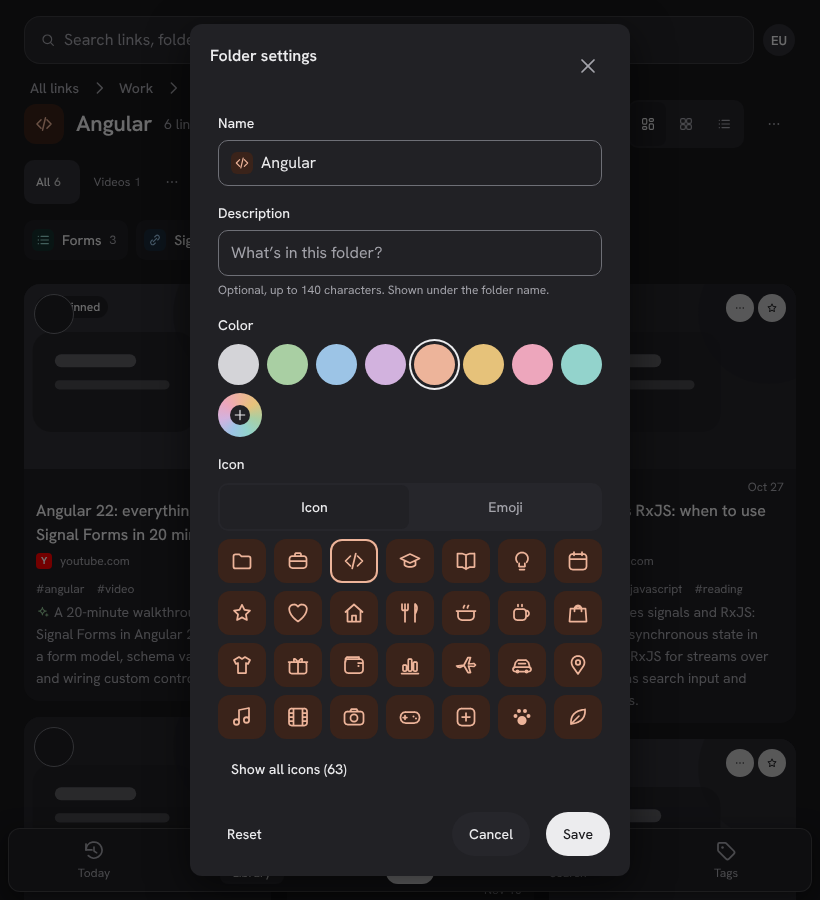 Search links, folde
EU
Folder settings
All links
Work
Angular
6 lin
Name
Angular
All 6
Videos 1
Description
What's in this folder?
Forms 3
Sig
Optional, up to 140 characters. Shown under the folder name.
Color
Icon
Icon
Emoji
Oct 27
Angular 22: everythin
Signal Forms in 20 mi
RxJS: when to use
youtube.com
.com
#angular #video
javascript #reading
A 20-minute walkthrou
Signal Forms in Angular 2
a form model, schema va
and wiring custom contro
es signals and RxJS:
synchronous state in
RxJS for streams over
as search input and
Show all icons (63)
Reset
Cancel
Save
Today
Tags